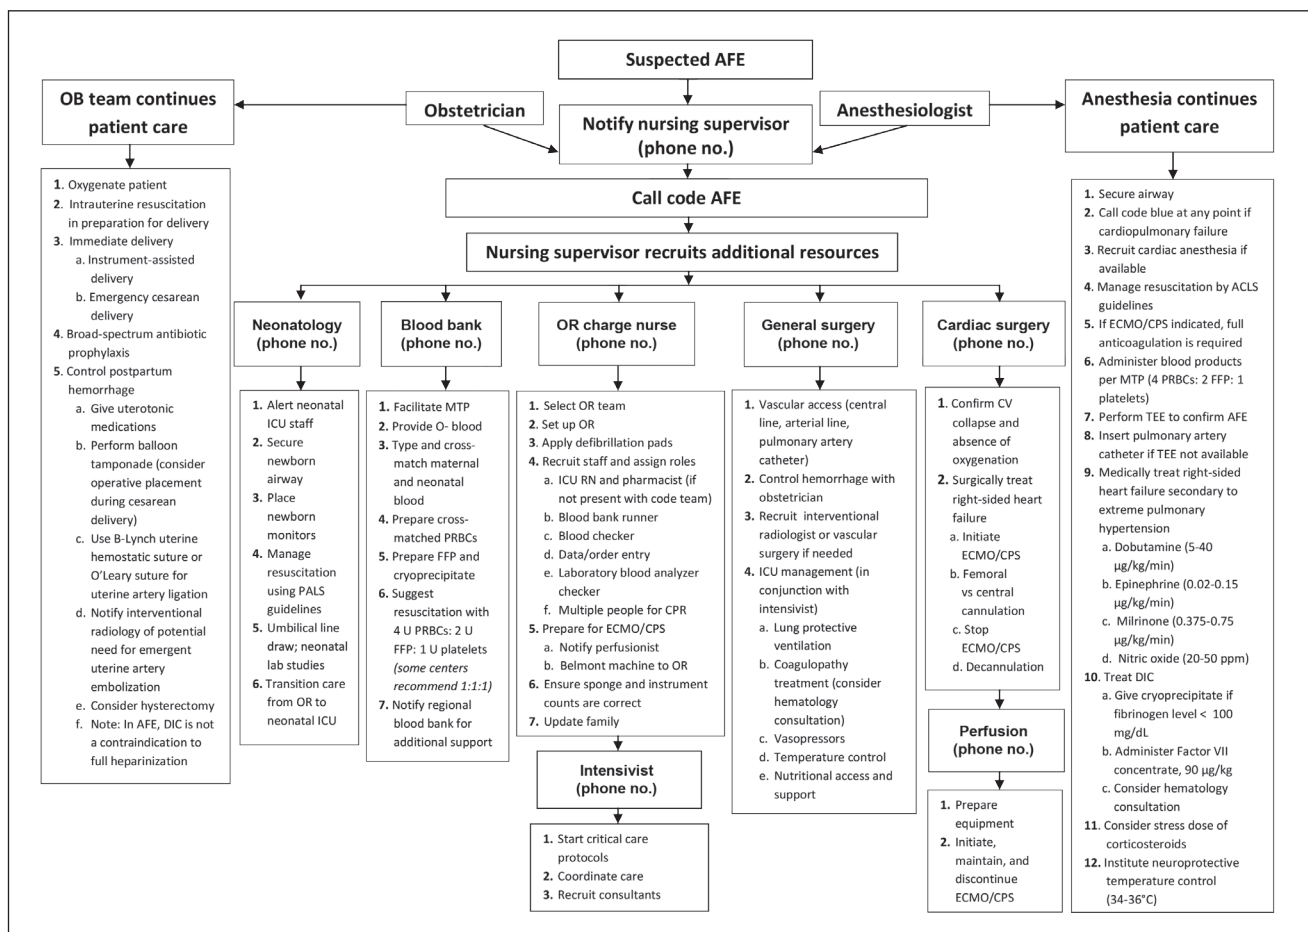 Suspected AFE
OB team continues
patient care
Obstetrician
Notify nursing supervisor
(phone no.)
Anesthesiologist
Anesthesia continues
patient care
Call code AFE
Nursing supervisor recruits additional resources
1. Oxygenate patient
2. Intrauterine resuscitation
in preparation for delivery
3. Immediate delivery
a. Instrument-assisted
delivery
b. Emergency cesarean
delivery
4. Broad-spectrum antibiotic
prophylaxis
5. Control postpartum
hemorrhage
a. Give uterotonic
medications
b. Perform balloon
tamponade (consider
operative placement
during cesarean
delivery)
c. Use B-Lynch uterine
hemostatic suture or
O'Leary suture for
uterine artery ligation
d. Notify interventional
radiology of potential
need for emergent
uterine artery
embolization
e. Consider hysterectomy
f. Note: In AFE, DIC is not
a contraindication to
full heparinization
Neonatology
(phone no.)
1. Alert neonatal
ICU staff
2. Secure
newborn
airway
3. Place
newborn
monitors
4. Manage
resuscitation
using PALS
guidelines
5. Umbilical line
draw; neonatal
lab studies
6. Transition care
from OR to
neonatal ICU
Blood bank
(phone no.)
1. Facilitate MTP
2. Provide O- blood
3. Type and cross-
match maternal
and neonatal
blood
4. Prepare cross-
matched PRBCs
5. Prepare FFP and
cryoprecipitate
6. Suggest
resuscitation with
4 U PRBCs: 2 U
FFP: 1 U platelets
(some centers
recommend 1:1:1)
7. Notify regional
blood bank for
additional support
OR charge nurse
(phone no.)
1. Select OR team
2. Set up OR
3. Apply defibrillation pads
4. Recruit staff and assign roles
a. ICU RN and pharmacist (if
not present with code team)
b. Blood bank runner
c. Blood checker
d. Data/order entry
e. Laboratory blood analyzer
checker
f. Multiple people for CPR
5. Prepare for ECMO/CPS
a. Notify perfusionist
b. Belmont machine to OR
6. Ensure sponge and instrument
counts are correct
7. Update family
Intensivist
(phone no.)
1. Start critical care
protocols
2. Coordinate care
3. Recruit consultants
General surgery
(phone no.)
1. Vascular access (central
line, arterial line,
pulmonary artery
catheter)
2. Control hemorrhage with
obstetrician
3. Recruit interventional
radiologist or vascular
surgery if needed
4. ICU management (in
conjunction with
intensivist)
a. Lung protective
ventilation
b. Coagulopathy
treatment (consider
hematology
consultation)
c. Vasopressors
d. Temperature control
e. Nutritional access and
support
Cardiac surgery
(phone no.)
1. Confirm CV
collapse and
absence of
oxygenation
2. Surgically treat
right-sided heart
failure
a. Initiate
ECMO/CPS
b. Femoral
vs central
cannulation
c. Stop
ECMO/CPS
d. Decannulation
Perfusion
(phone no.)
1. Prepare
equipment
2. Initiate,
maintain, and
discontinue
ECMO/CPS
1. Secure airway
2. Call code blue at any point if
cardiopulmonary failure
3. Recruit cardiac anesthesia if
available
4. Manage resuscitation by ACLS
guidelines
5. If ECMO/CPS indicated, full
anticoagulation is required
6. Administer blood products
per MTP (4 PRBCs: 2 FFP: 1
platelets)
7. Perform TEE to confirm AFE
8. Insert pulmonary artery
catheter if TEE not available
9. Medically treat right-sided
heart failure secondary to
extreme pulmonary
hypertension
a. Dobutamine (5-40
µg/kg/min)
b. Epinephrine (0.02-0.15
µg/kg/min)
c. Milrinone (0.375-0.75
µg/kg/min)
d. Nitric oxide (20-50 ppm)
10. Treat DIC
a. Give cryoprecipitate if
fibrinogen level < 100
mg/dL
b. Administer Factor VII
concentrate, 90 µg/kg
c. Consider hematology
consultation
11. Consider stress dose of
corticosteroids
12. Institute neuroprotective
temperature control
(34-36°C)